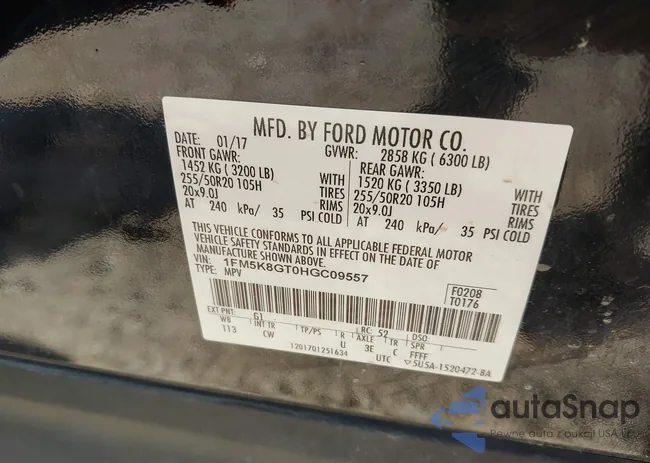 MFD. BY FORD MOTOR CO.
DATE: 01/17 GVWR: 2858 KG ( 6300 LB)
FRONT GAWR: REAR GAWR:
1452 KG ( 3200 LB) WITH 1520 KG ( 3350 LB) WITH
255/50R20 105H TIRES 255/50R20 105H TIRES
20x9.0J RIMS 20x9.0J RIMS
AT 240 kPa/ 35 PSI COLD AT 240 kPa/ 35 PSI COLD
THIS VEHICLE CONFORMS TO ALL APPLICABLE FEDERAL MOTOR
VEHICLE SAFETY STANDARDS IN EFFECT ON THE DATE OF
MANUFACTURE SHOWN ABOVE.
VIN: 1FM5K8GT0HGC09557
TYPE: MPV
F0208
T0176
EXT PNT: G1 RC: 52 DSO:
WB INT TR TP/PS R AXLE TR SPR
113 CW U 3E C FFFF
1201701251634 UTC ▽5U5A-1520472-BA
autaSnap
Pewne auta z aukcji USA i EU